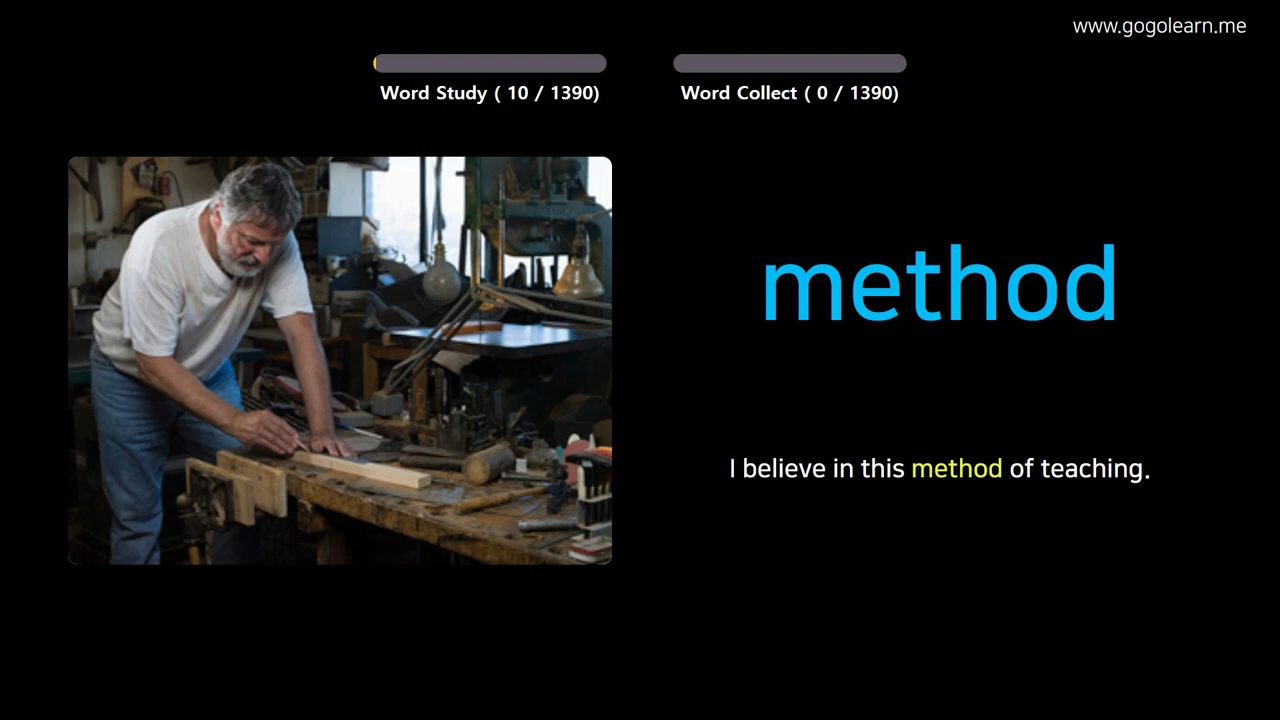 www.gogolearn.me
Word Study ( 10 / 1390)
Word Collect ( 0 / 1390)
method
I believe in this method of teaching.